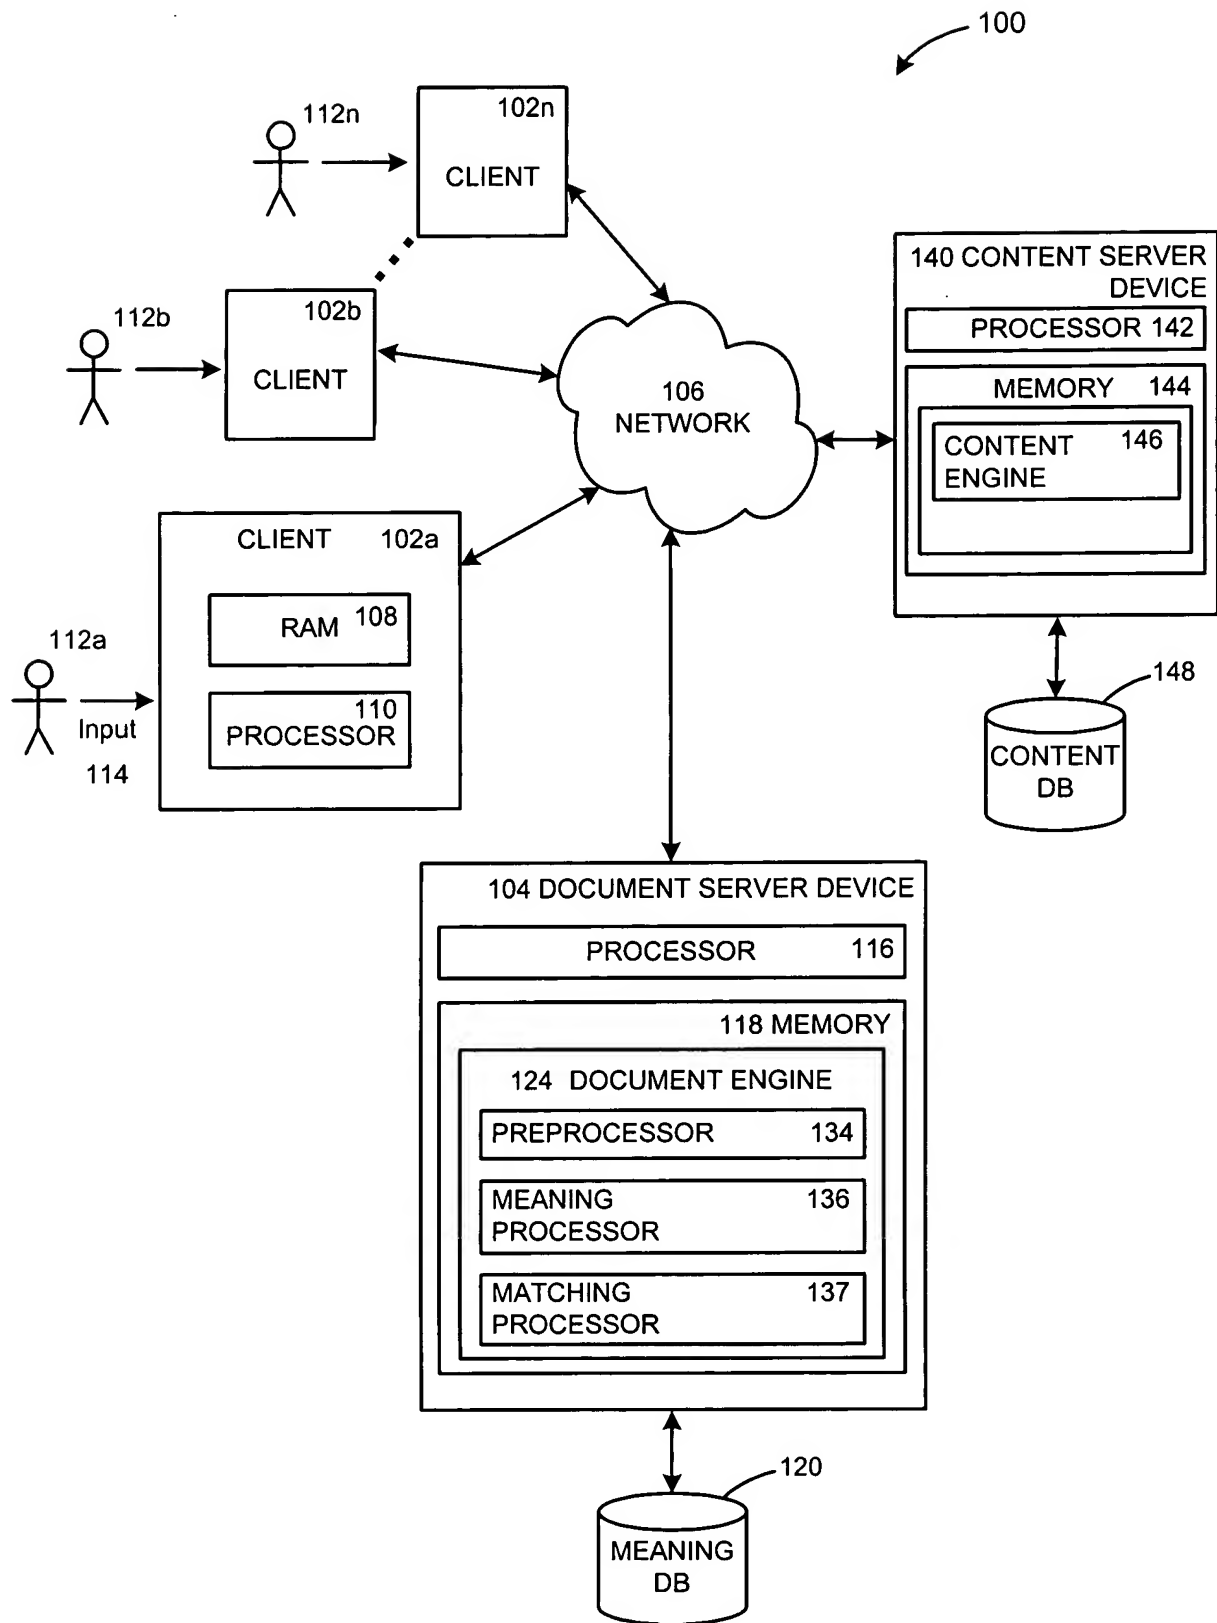 100
112n
102n
CLIENT
112b
102b
CLIENT
106
NETWORK
140 CONTENT SERVER
DEVICE
PROCESSOR 142
MEMORY 144
CONTENT 146
ENGINE
148
CONTENT
DB
CLIENT 102a
RAM 108
110
PROCESSOR
112a
Input
114
104 DOCUMENT SERVER DEVICE
PROCESSOR 116
118 MEMORY
124 DOCUMENT ENGINE
PREPROCESSOR 134
MEANING 136
PROCESSOR
MATCHING 137
PROCESSOR
120
MEANING
DB